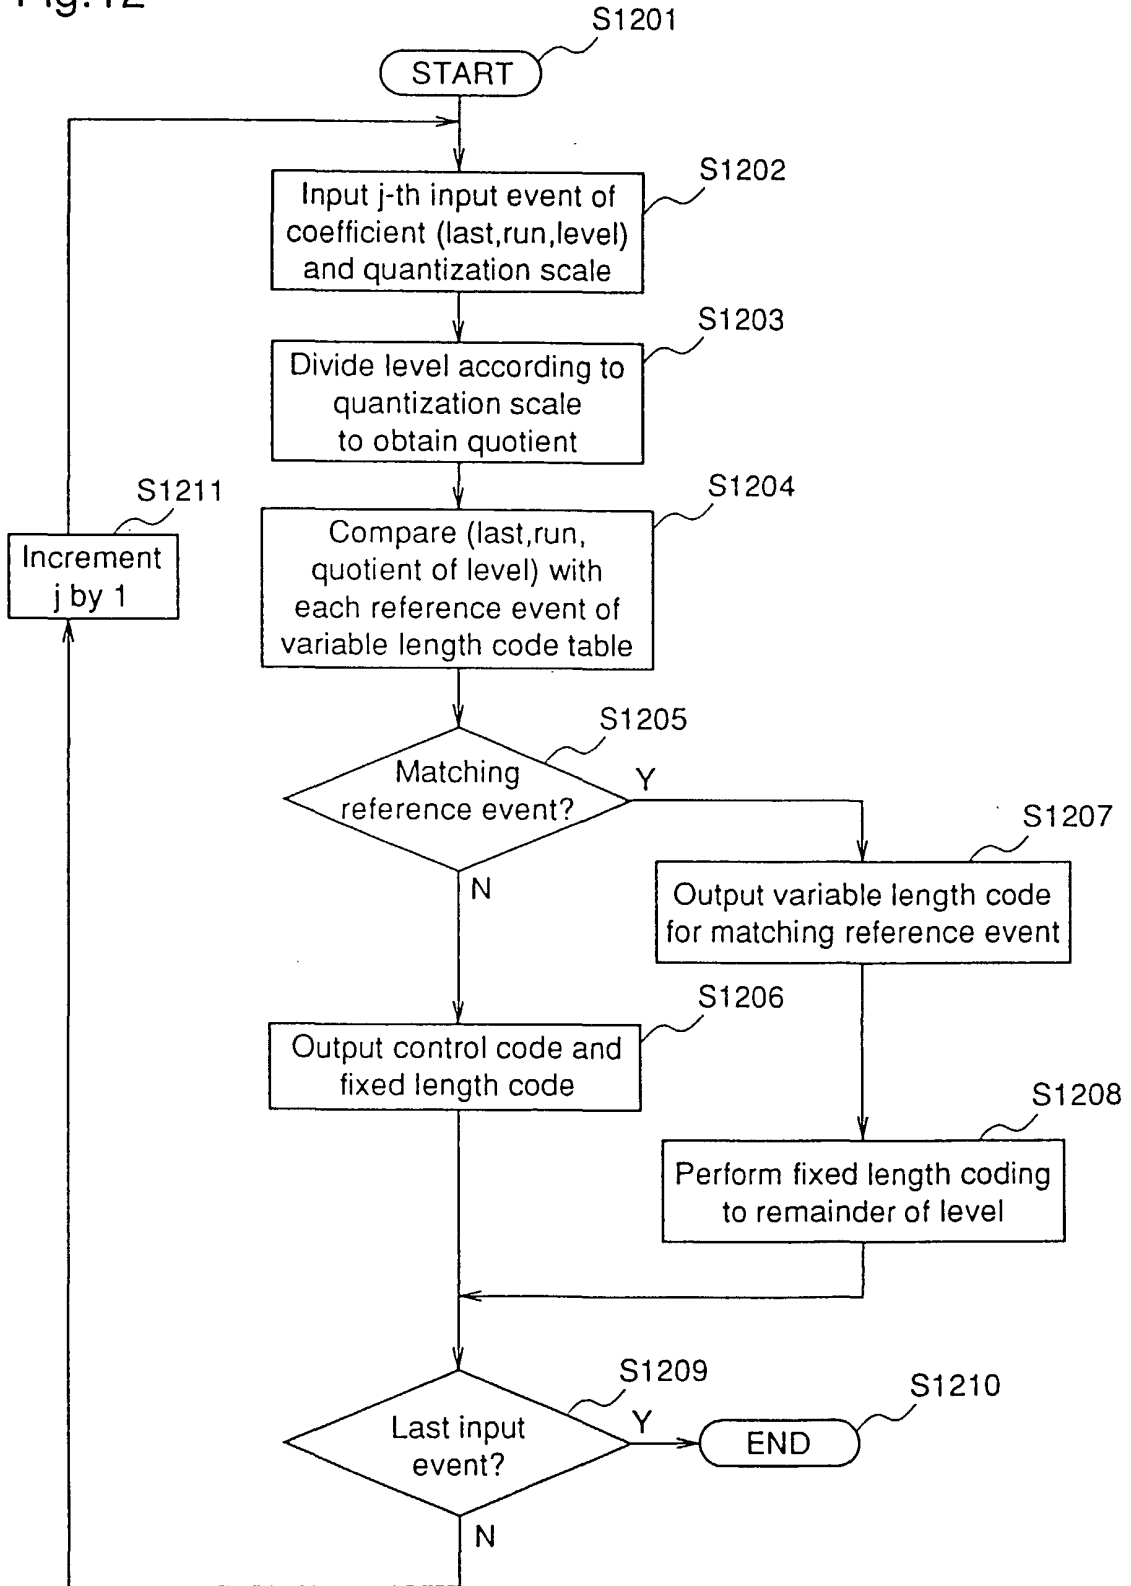 Fig.12
S1201
START
S1202
Input j-th input event of
coefficient (last,run,level)
and quantization scale
S1203
Divide level according to
quantization scale
to obtain quotient
S1204
Compare (last,run,
quotient of level) with
each reference event of
variable length code table
S1211
Increment
j by 1
S1205
Matching
reference event?
Y
N
S1207
Output variable length code
for matching reference event
S1206
Output control code and
fixed length code
S1208
Perform fixed length coding
to remainder of level
S1209
Last input
event?
Y
S1210
END
N